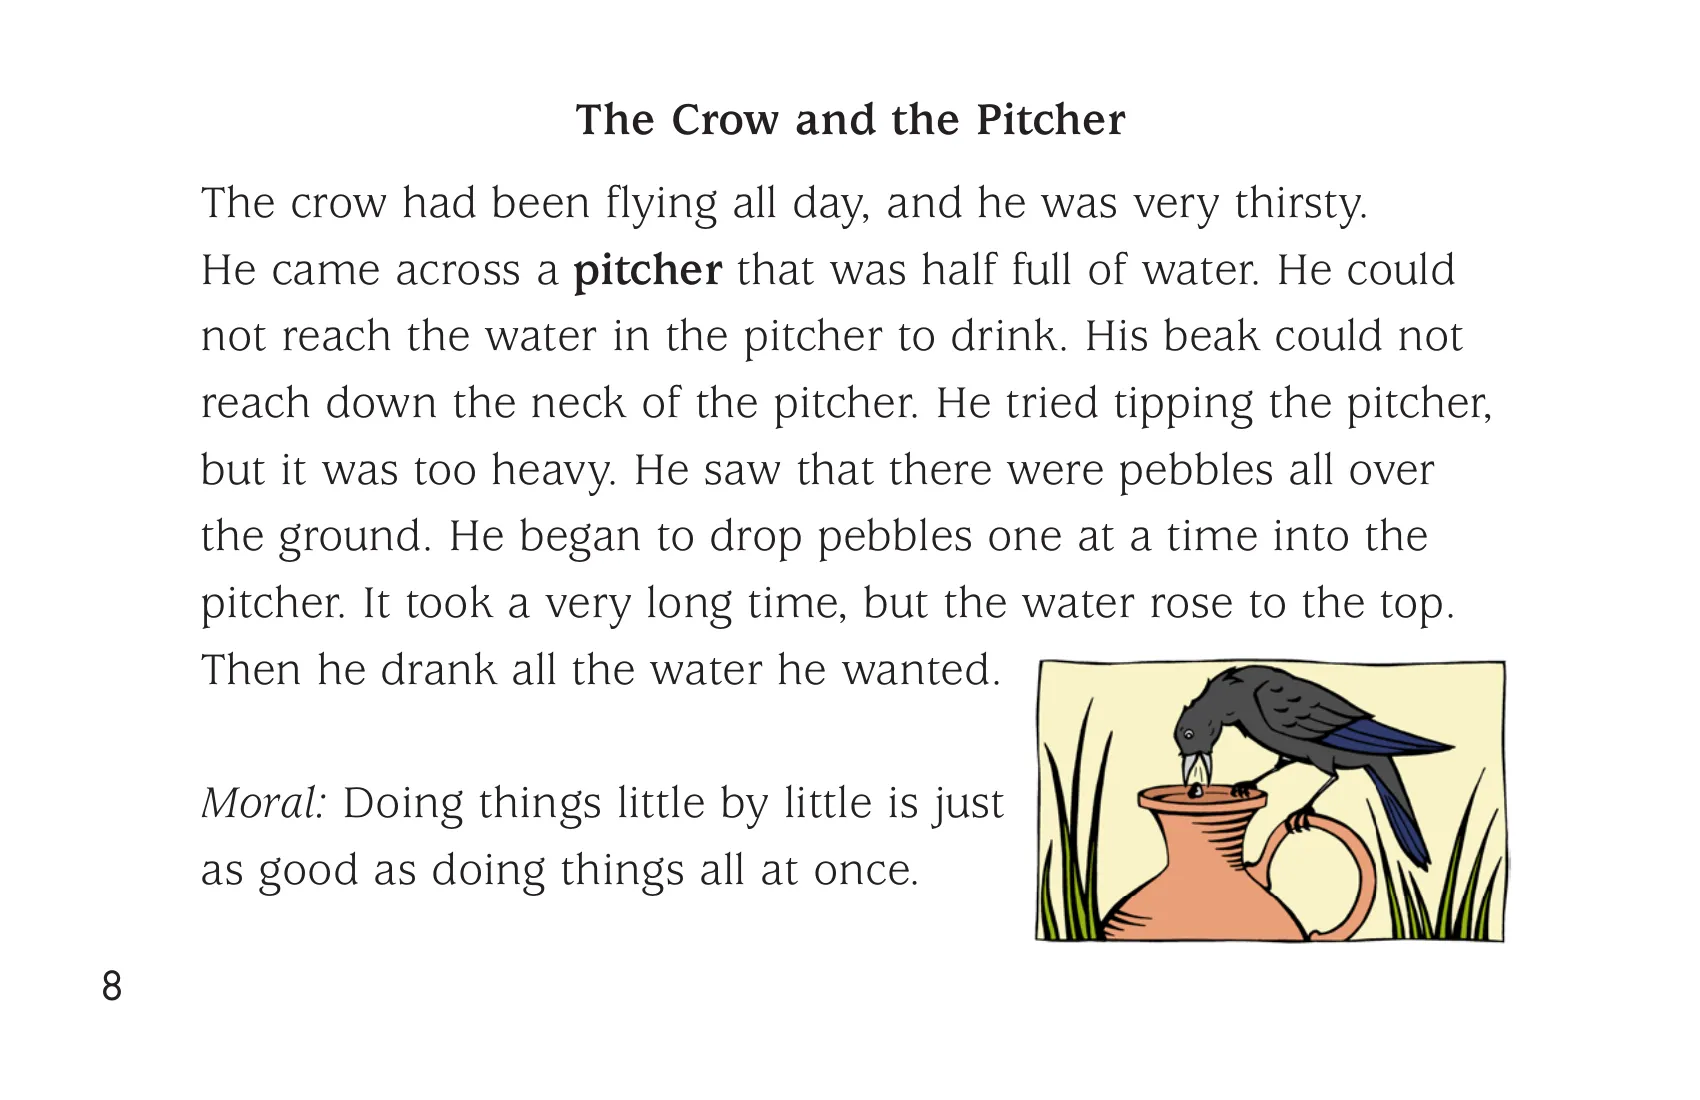 The Crow and the Pitcher
The crow had been flying all day, and he was very thirsty.
He came across a pitcher that was half full of water. He could
not reach the water in the pitcher to drink. His beak could not
reach down the neck of the pitcher. He tried tipping the pitcher,
but it was too heavy. He saw that there were pebbles all over
the ground. He began to drop pebbles one at a time into the
pitcher. It took a very long time, but the water rose to the top.
Then he drank all the water he wanted.
Moral: Doing things little by little is just
as good as doing things all at once.
8